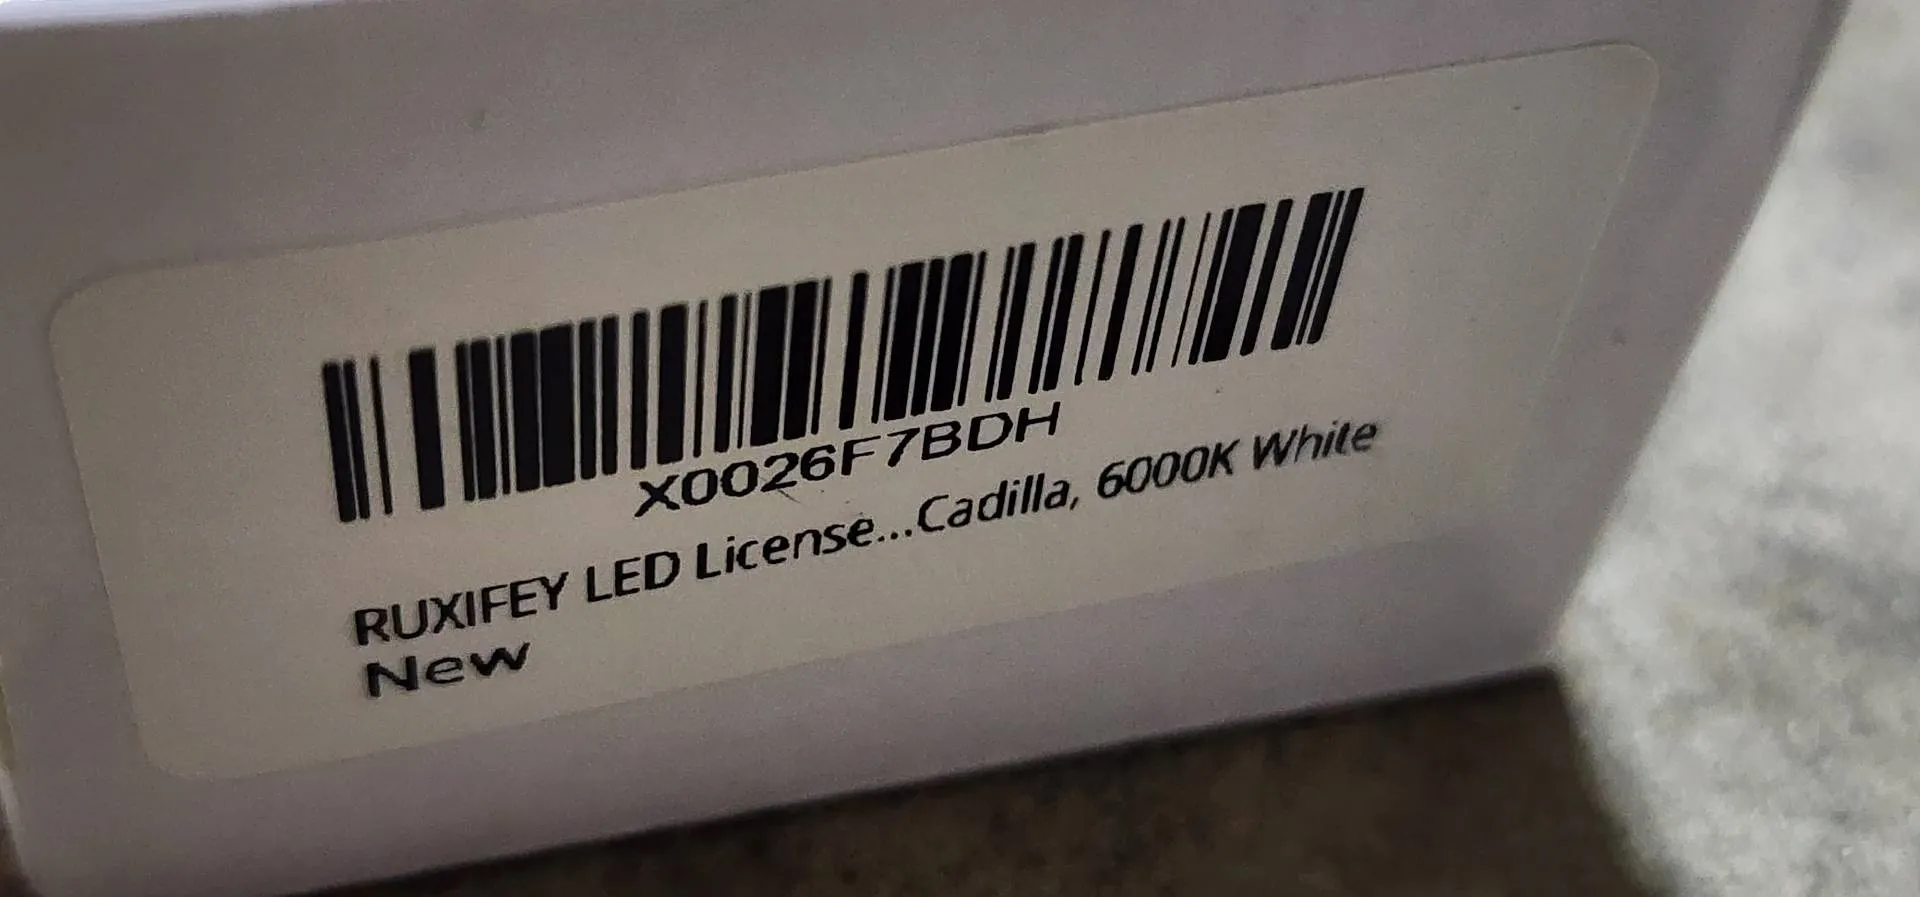 X0026F7BDH
RUXIFEY LED License...Cadilla, 6000K White
New